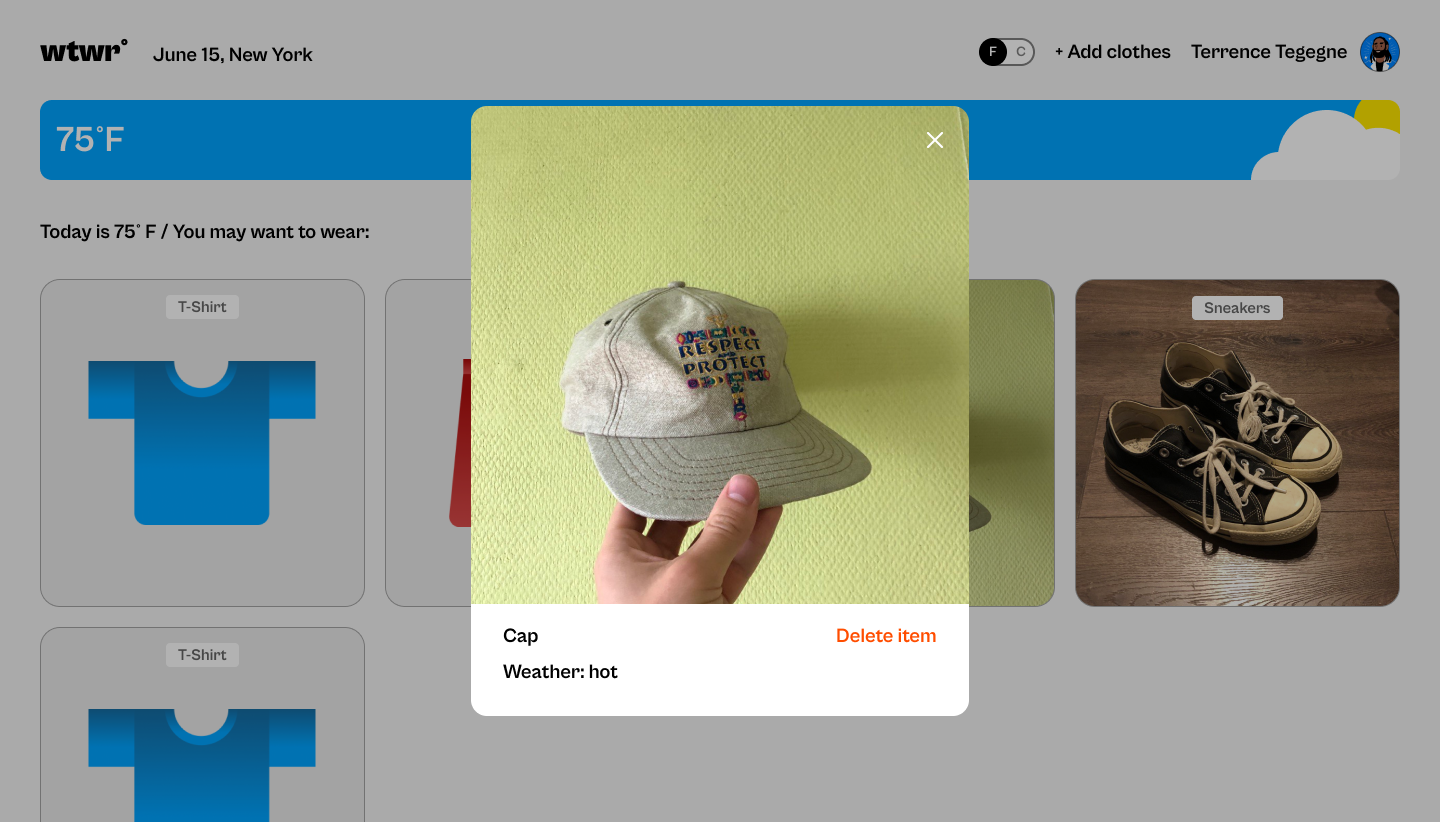 wtwr°
June 15, New York
F
C
+ Add clothes
Terrence Tegegne
75°F
Today is 75° F / You may want to wear:
T-Shirt
Sneakers
RESPECT
AND
PROTECT
Cap
Delete item
Weather: hot
T-Shirt